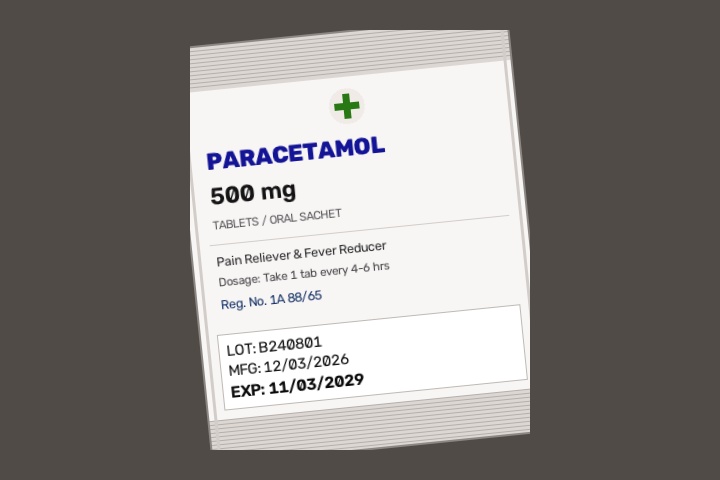 PARACETAMOL
500 mg
TABLETS / ORAL SACHET
Pain Reliever & Fever Reducer
Dosage: Take 1 tab every 4-6 hrs
Reg. No. 1A 88/65
LOT: B240801
MFG: 12/03/2026
EXP: 11/03/2029